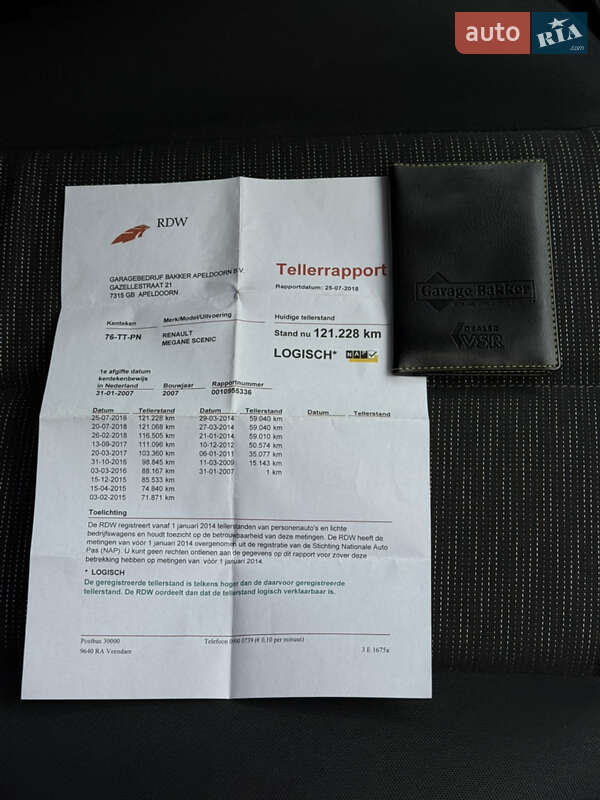 auto RIA .com
RDW
GARAGEBEDRIJF BAKKER APELDOORN B.V.
GAZELLESTRAAT 21
7315 GB APELDOORN
Tellerrapport
Rapportdatum: 25-07-2018
Kenteken Merk/Model/Uitvoering Huidige tellerstand
76-TT-PN RENAULT
MEGANE SCENIC
Stand nu 121.228 km
LOGISCH* NAP
1e afgifte datum
kentekenbewijs
in Nederland Bouwjaar Rapportnummer
31-01-2007 2007 0010955336
Datum Tellerstand Datum Tellerstand Datum Tellerstand
25-07-2018 121.228 km 29-03-2014 59.040 km
20-07-2018 121.068 km 27-03-2014 59.040 km
26-02-2018 116.505 km 21-01-2014 59.010 km
13-09-2017 111.096 km 10-12-2012 50.574 km
20-03-2017 103.360 km 06-01-2011 35.077 km
31-10-2016 98.845 km 11-03-2009 15.143 km
03-03-2016 88.167 km 31-01-2007 1 km
15-12-2015 85.533 km
15-04-2015 74.840 km
03-02-2015 71.871 km
Toelichting
De RDW registreert vanaf 1 januari 2014 tellerstanden van personenauto's en lichte
bedrijfswagens en houdt toezicht op de betrouwbaarheid van deze metingen. De RDW heeft de
metingen van vóór 1 januari 2014 overgenomen uit de registratie van de Stichting Nationale Auto
Pas (NAP). U kunt geen rechten ontlenen aan de gegevens op dit rapport voor zover deze
betrekking hebben op metingen van vóór 1 januari 2014.
* LOGISCH
De geregistreerde tellerstand is telkens hoger dan de daarvoor geregistreerde
tellerstand. De RDW oordeelt dan dat de tellerstand logisch verklaarbaar is.
Postbus 30000 Telefoon 0900 0739 (€ 0,10 per minuut)
9640 RA Veendam 3 E 1675a
Garage Bakker
DEALER
VSR